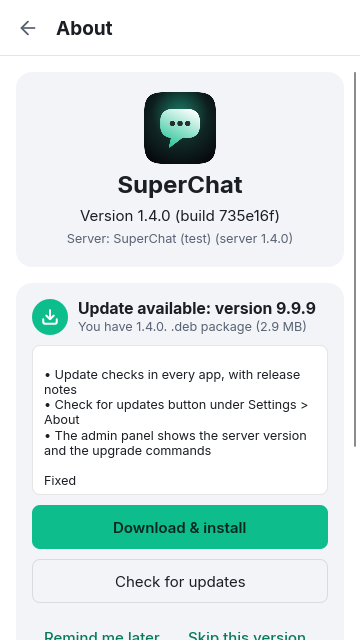 About
SuperChat
Version 1.4.0 (build 735e16f)
Server: SuperChat (test) (server 1.4.0)
Update available: version 9.9.9
You have 1.4.0. .deb package (2.9 MB)
• Update checks in every app, with release
notes
• Check for updates button under Settings >
About
• The admin panel shows the server version
and the upgrade commands
Fixed
Download & install
Check for updates
Remind me later
Skip this version